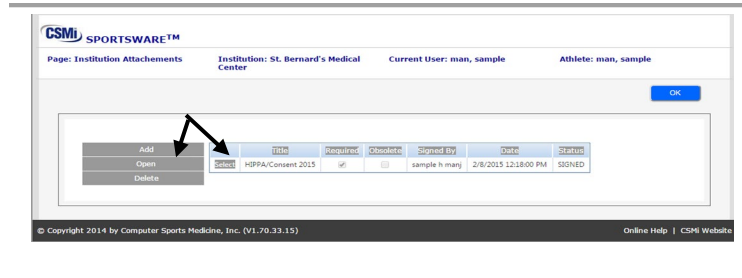 CSMi SPORTSWARE™
Page: Institution Attachements Institution: St. Bernard's Medical Center Current User: man, sample Athlete: man, sample
OK
Add
Open
Delete
Title Required Obsolete Signed By Date Status
Select HIPPA/Consent 2015 sample h manj 2/8/2015 12:18:00 PM SIGNED
© Copyright 2014 by Computer Sports Medicine, Inc. (V1.70.33.15) Online Help | CSMi Website